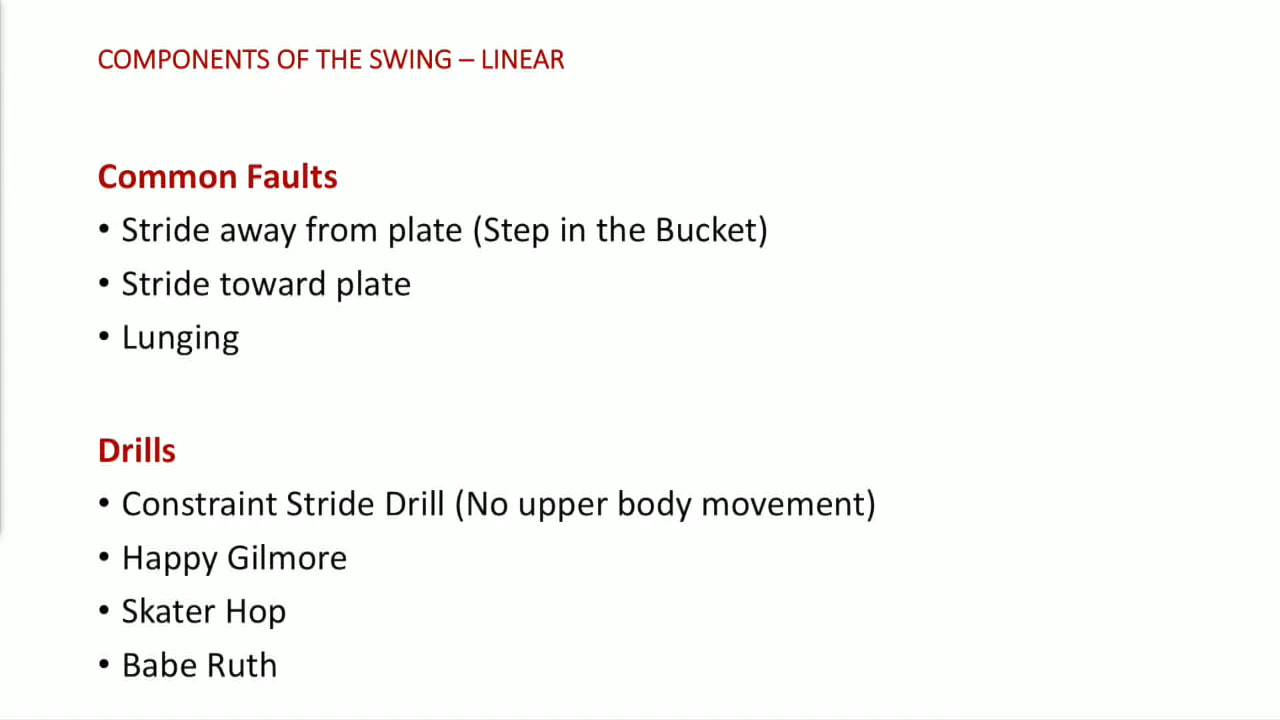 COMPONENTS OF THE SWING – LINEAR
Common Faults
• Stride away from plate (Step in the Bucket)
• Stride toward plate
• Lunging
Drills
• Constraint Stride Drill (No upper body movement)
• Happy Gilmore
• Skater Hop
• Babe Ruth